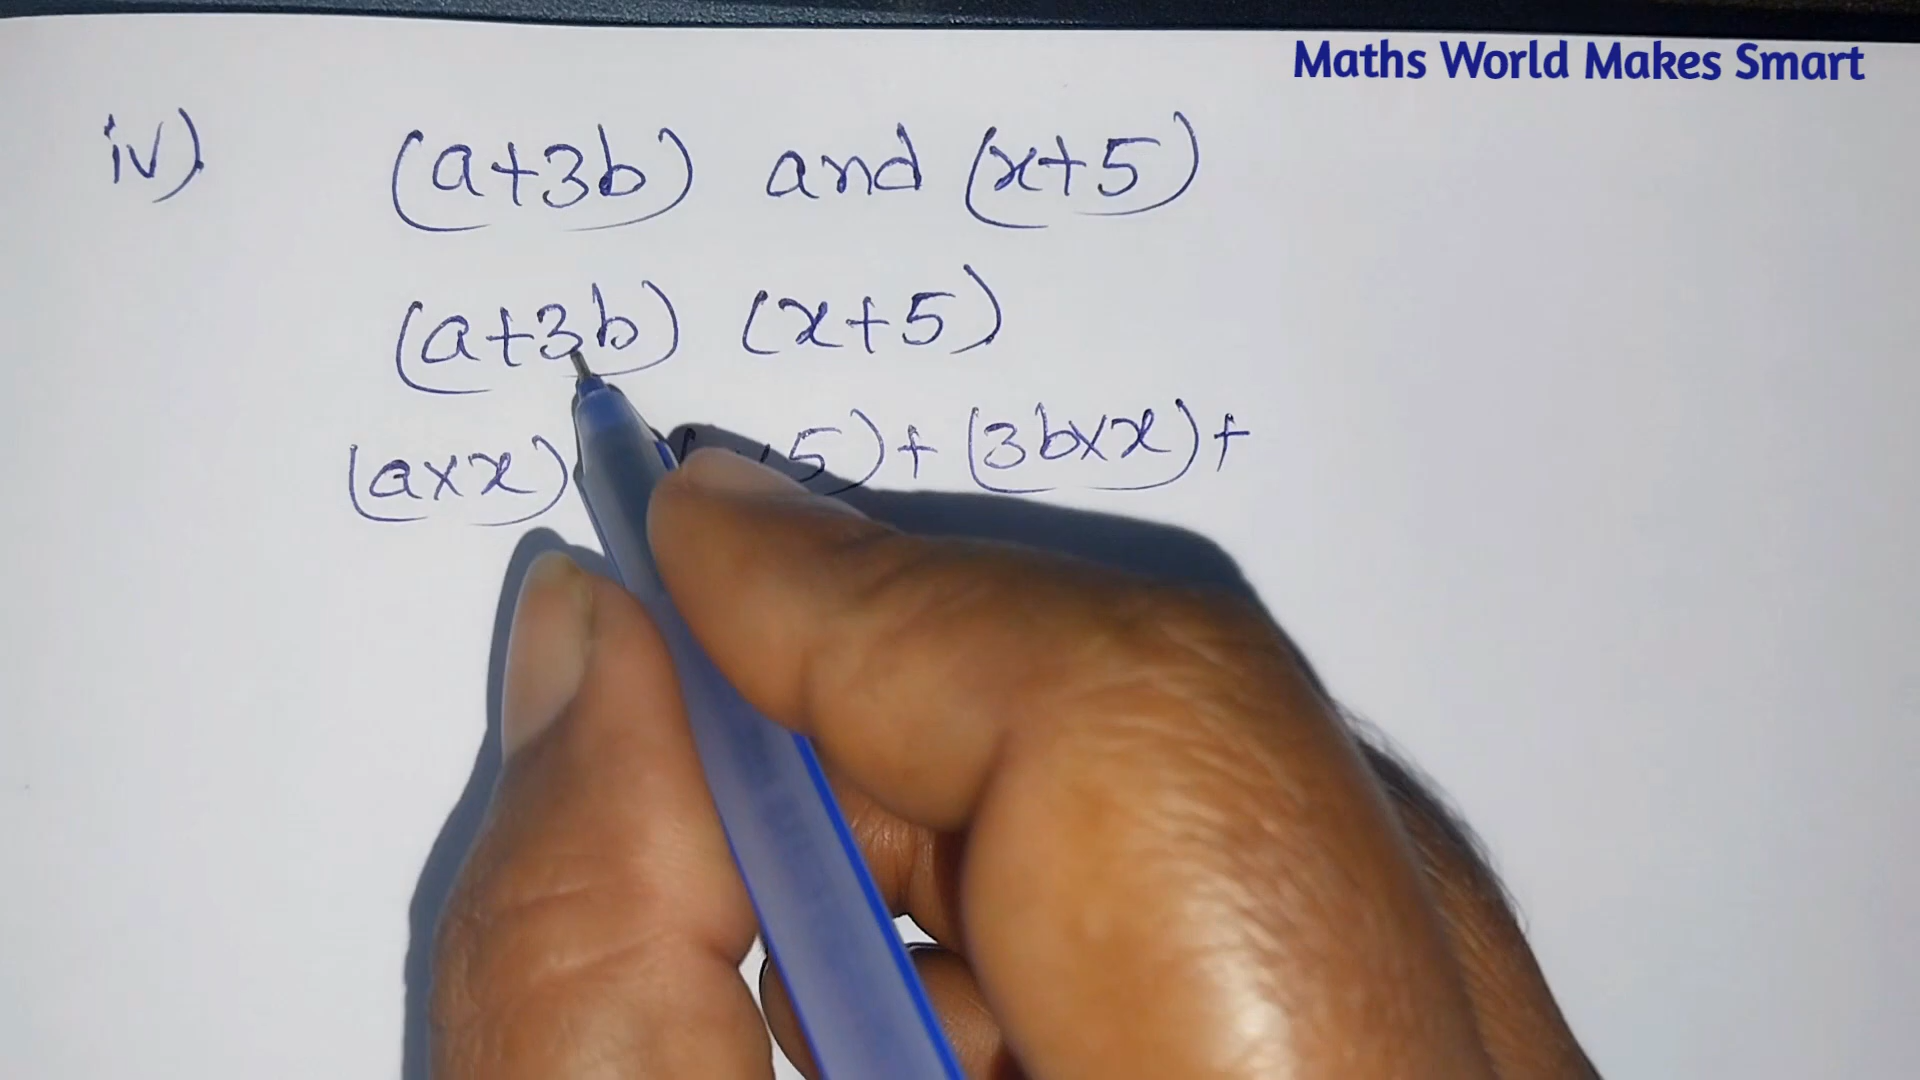 Maths World Makes Smart
iv) (a+3b) and (x+5)
(a+3b) (x+5)
(a×x) ×5)+(3b×x)+